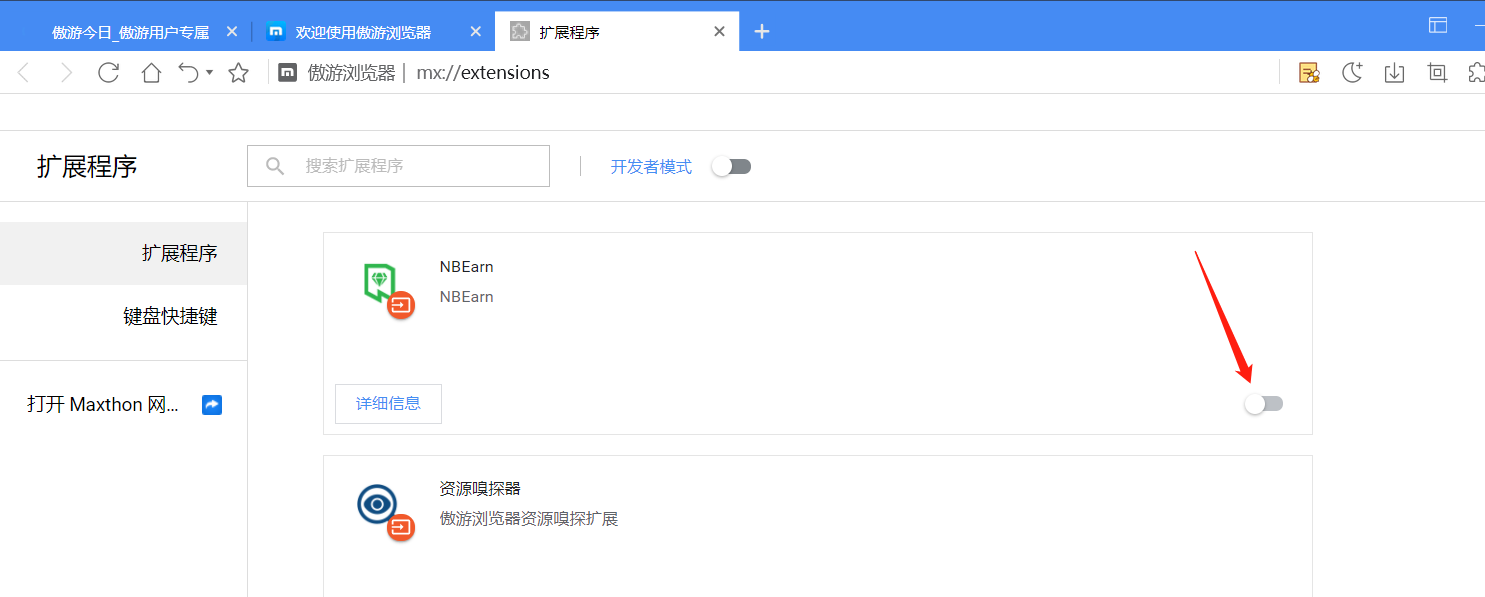 傲游今日_傲游用户专属
欢迎使用傲游浏览器
扩展程序
傲游浏览器 | mx://extensions
扩展程序
搜索扩展程序
开发者模式
扩展程序
键盘快捷键
打开 Maxthon 网...
NBEarn
NBEarn
详细信息
资源嗅探器
傲游浏览器资源嗅探扩展